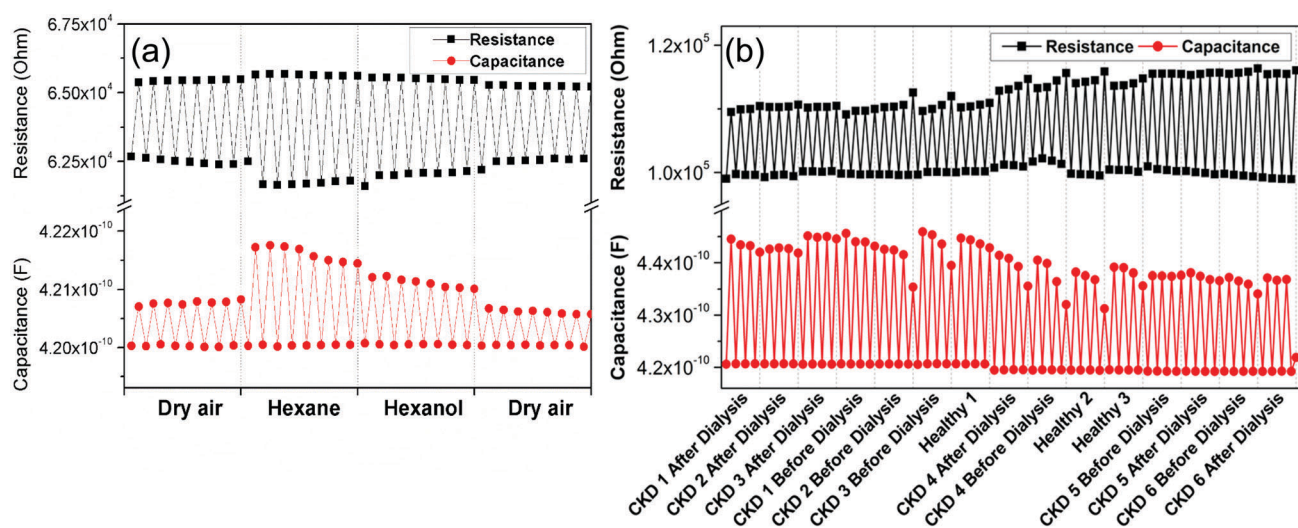 (a)
Resistance
Capacitance
Resistance (Ohm)
6.75x10⁴
6.50x10⁴
6.25x10⁴
Capacitance (F)
4.22x10⁻¹⁰
4.21x10⁻¹⁰
4.20x10⁻¹⁰
Dry air Hexane Hexanol Dry air
(b)
Resistance Capacitance
Resistance (Ohm)
1.2x10⁵
1.0x10⁵
Capacitance (F)
4.4x10⁻¹⁰
4.3x10⁻¹⁰
4.2x10⁻¹⁰
CKD 1 After Dialysis
CKD 2 After Dialysis
CKD 3 After Dialysis
CKD 1 Before Dialysis
CKD 2 Before Dialysis
CKD 3 Before Dialysis
Healthy 1
CKD 4 After Dialysis
CKD 4 Before Dialysis
Healthy 2
Healthy 3
CKD 5 Before Dialysis
CKD 5 After Dialysis
CKD 6 Before Dialysis
CKD 6 After Dialysis